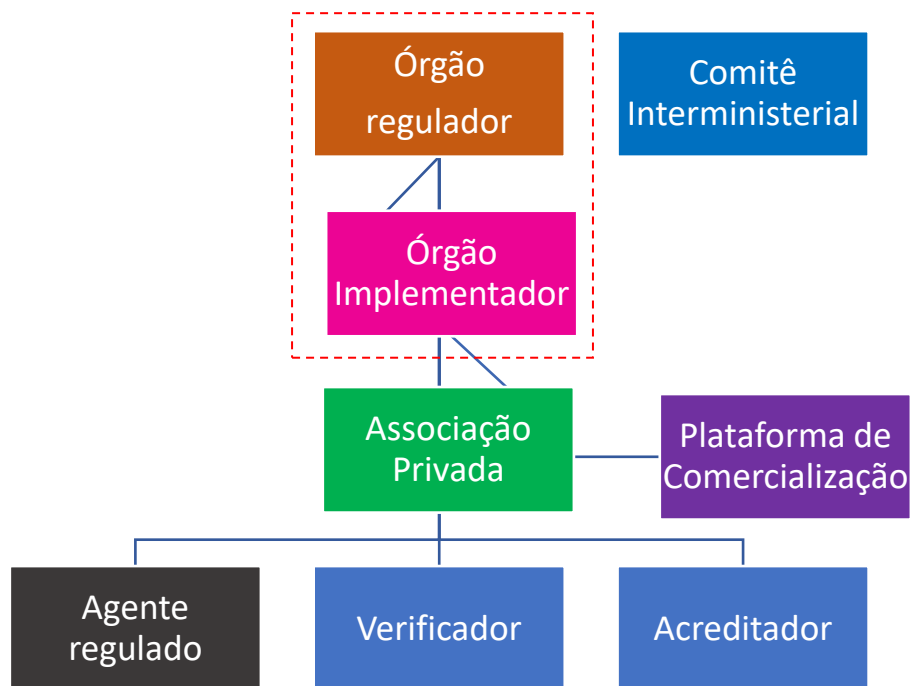 Órgão
regulador
Comitê
Interministerial
Órgão
Implementador
Associação
Privada
Plataforma de
Comercialização
Agente
regulado
Verificador
Acreditador